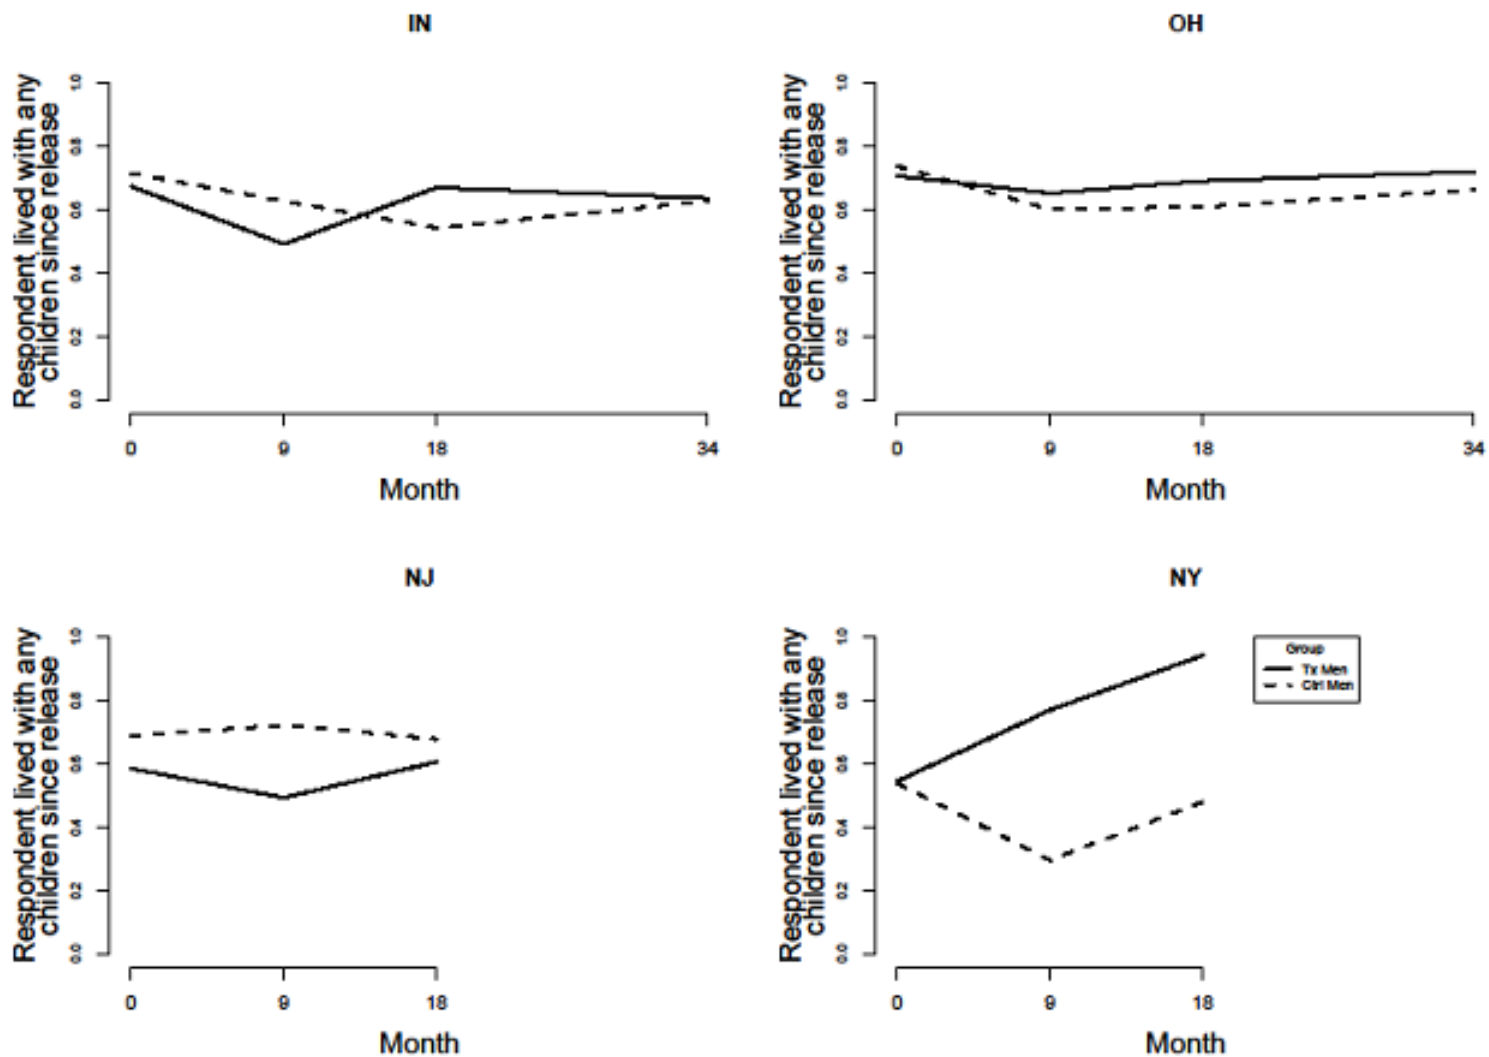 IN
Respondent lived with any
children since release
1.0
0.8
0.6
0.4
0.2
0.0
0 9 18 34
Month
OH
Respondent lived with any
children since release
1.0
0.8
0.6
0.4
0.2
0.0
0 9 18 34
Month
NJ
Respondent lived with any
children since release
1.0
0.8
0.6
0.4
0.2
0.0
0 9 18
Month
NY
Respondent lived with any
children since release
1.0
0.8
0.6
0.4
0.2
0.0
0 9 18
Month
Group
Tx Men
Ctrl Men